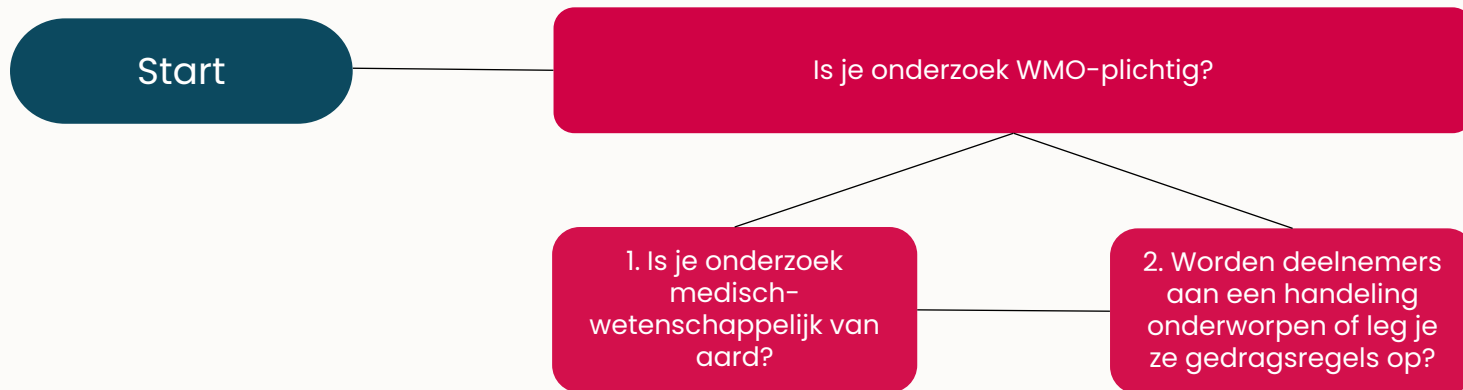 Start
Is je onderzoek WMO-plichtig?
1. Is je onderzoek
medisch-
wetenschappelijk van
aard?
2. Worden deelnemers
aan een handeling
onderworpen of leg je
ze gedragsregels op?